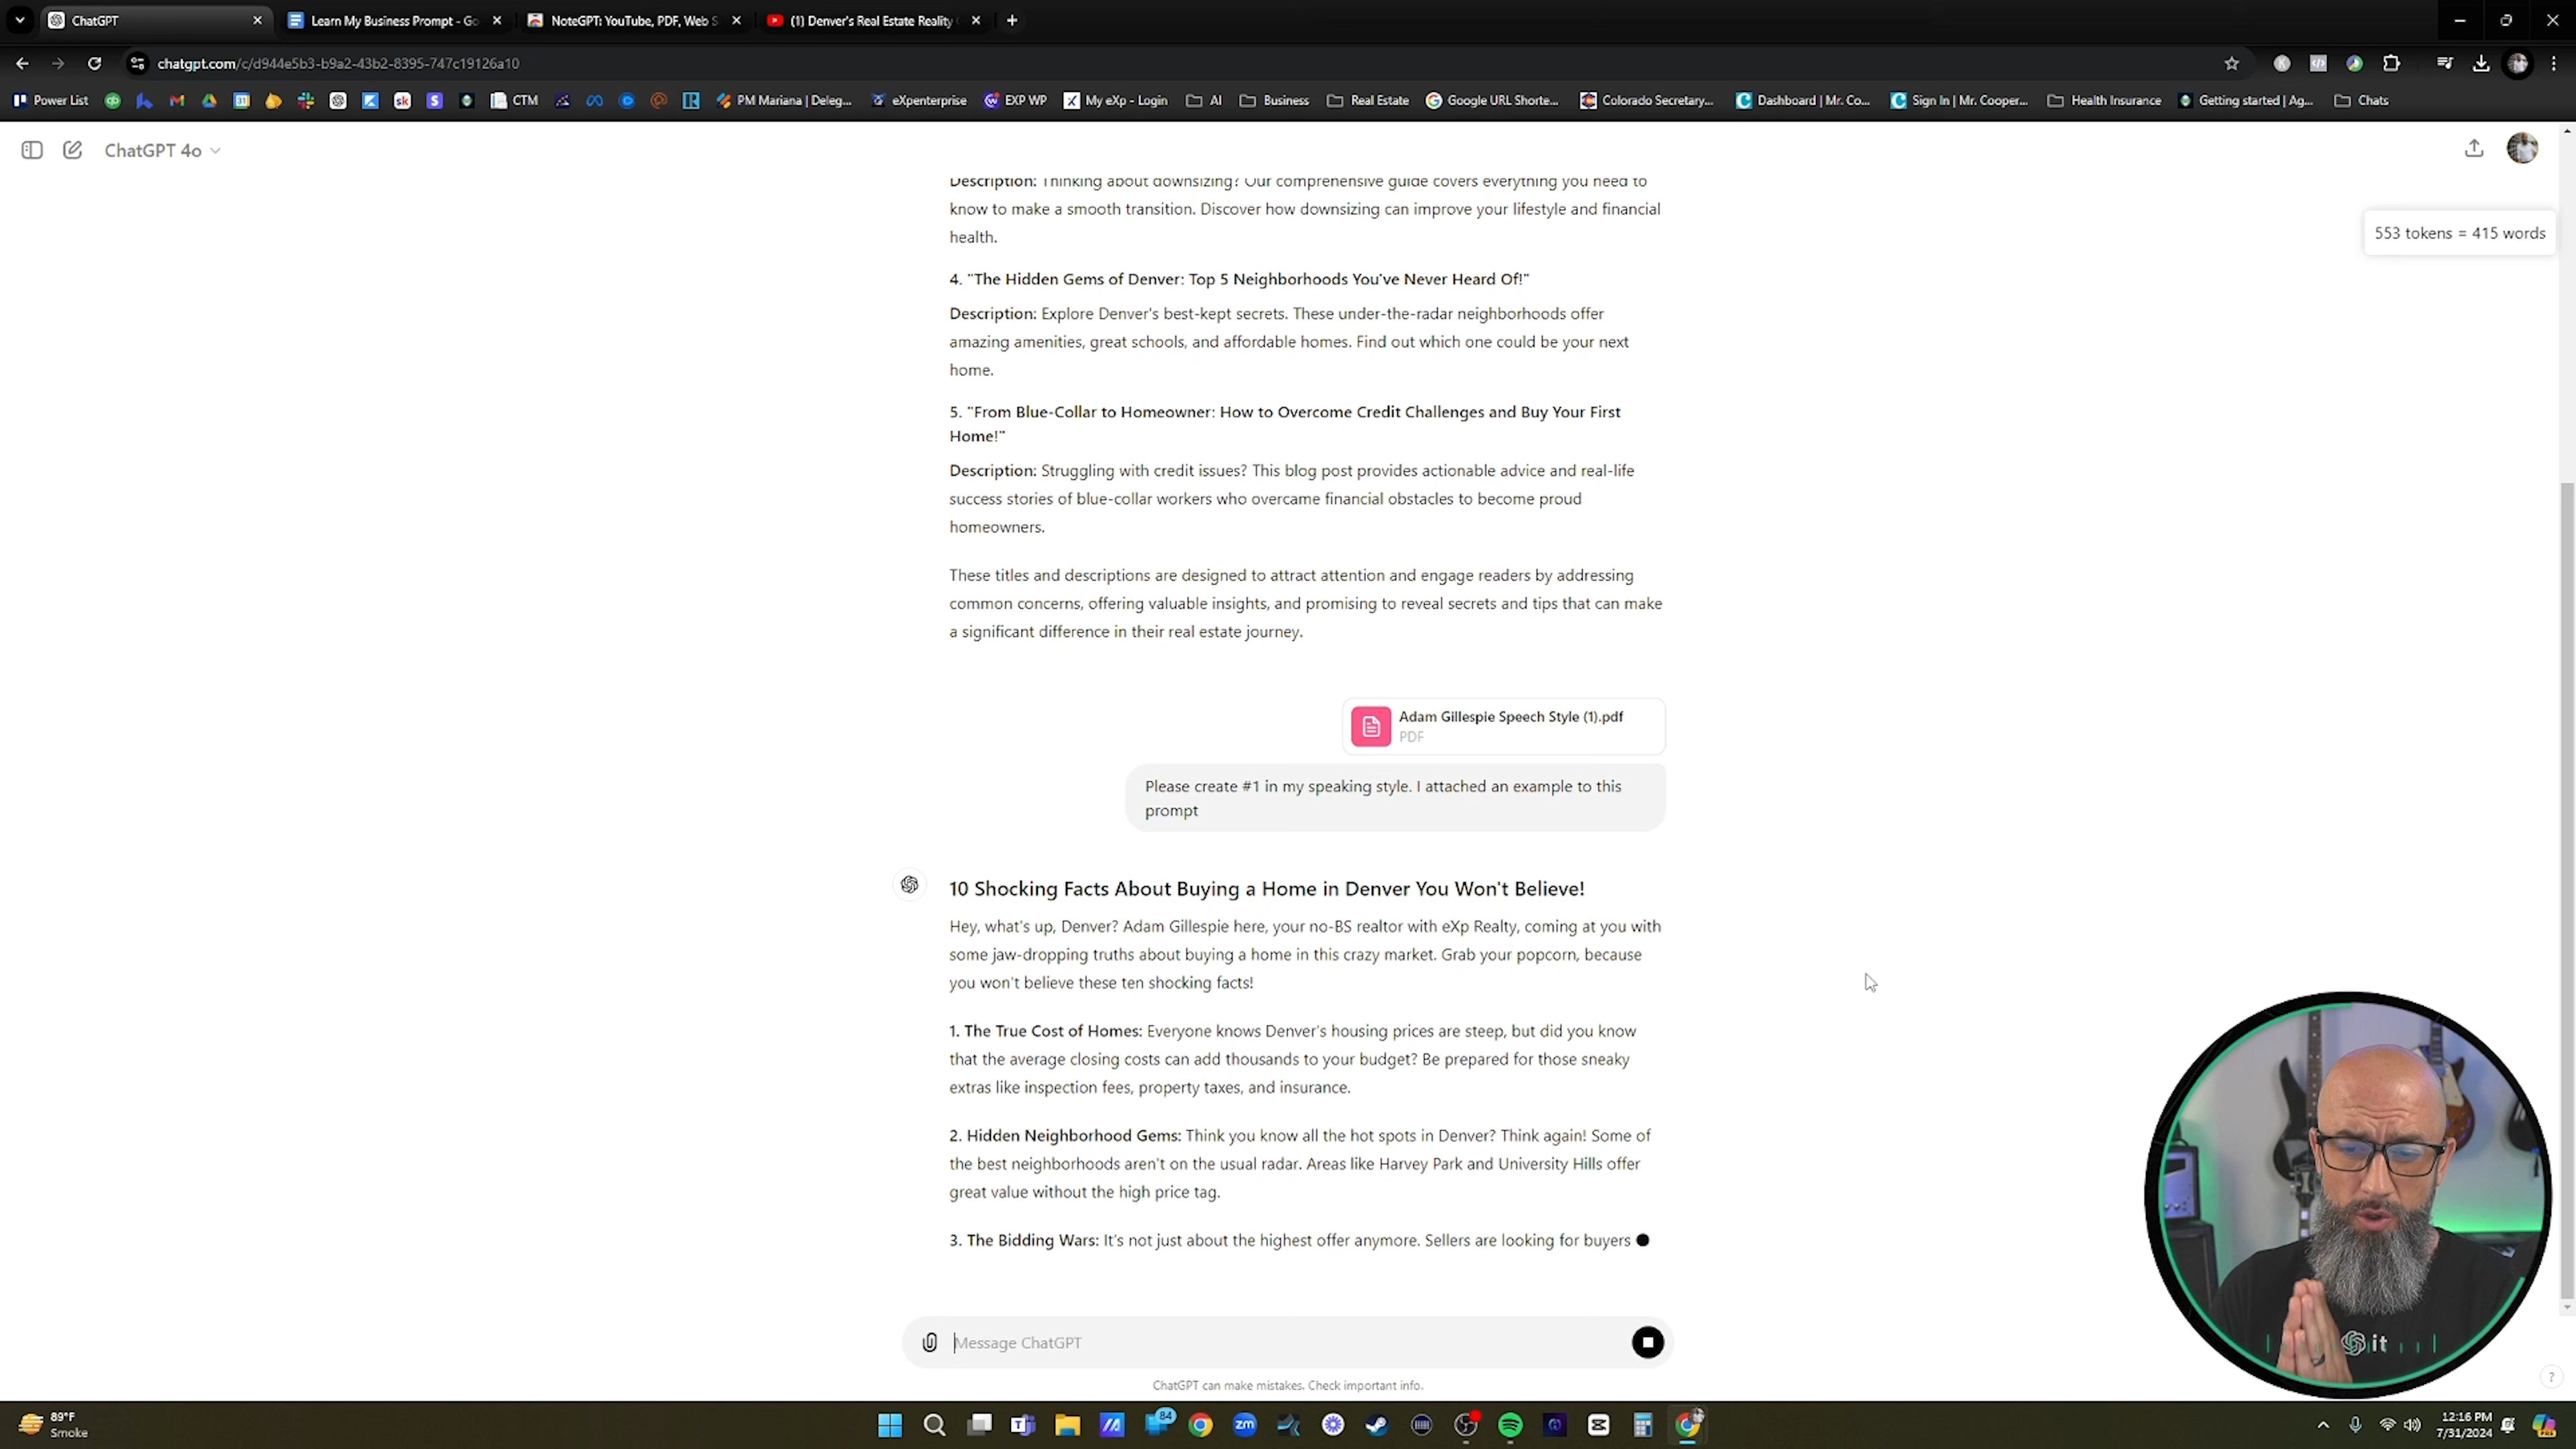 ChatGPT
Learn My Business Prompt - Go
NoteGPT: YouTube, PDF, Web S
(1) Denver's Real Estate Reality
chatgpt.com/c/d944e5b3-b9a2-43b2-8395-747c19126a10
Power List
sk
S
CTM
PM Mariana | Deleg...
eXpenterprise
EXP WP
My eXp - Login
AI
Business
Real Estate
Google URL Shorte...
Colorado Secretary...
Dashboard | Mr. Co...
Sign In | Mr. Cooper...
Health Insurance
Getting started | Ag...
Chats
ChatGPT 4o
553 tokens = 415 words
Description: Thinking about downsizing? Our comprehensive guide covers everything you need to
know to make a smooth transition. Discover how downsizing can improve your lifestyle and financial
health.
4. "The Hidden Gems of Denver: Top 5 Neighborhoods You've Never Heard Of!"
Description: Explore Denver's best-kept secrets. These under-the-radar neighborhoods offer
amazing amenities, great schools, and affordable homes. Find out which one could be your next
home.
5. "From Blue-Collar to Homeowner: How to Overcome Credit Challenges and Buy Your First
Home!"
Description: Struggling with credit issues? This blog post provides actionable advice and real-life
success stories of blue-collar workers who overcame financial obstacles to become proud
homeowners.
These titles and descriptions are designed to attract attention and engage readers by addressing
common concerns, offering valuable insights, and promising to reveal secrets and tips that can make
a significant difference in their real estate journey.
Adam Gillespie Speech Style (1).pdf
PDF
Please create #1 in my speaking style. I attached an example to this
prompt
10 Shocking Facts About Buying a Home in Denver You Won't Believe!
Hey, what's up, Denver? Adam Gillespie here, your no-BS realtor with eXp Realty, coming at you with
some jaw-dropping truths about buying a home in this crazy market. Grab your popcorn, because
you won't believe these ten shocking facts!
1. The True Cost of Homes: Everyone knows Denver's housing prices are steep, but did you know
that the average closing costs can add thousands to your budget? Be prepared for those sneaky
extras like inspection fees, property taxes, and insurance.
2. Hidden Neighborhood Gems: Think you know all the hot spots in Denver? Think again! Some of
the best neighborhoods aren't on the usual radar. Areas like Harvey Park and University Hills offer
great value without the high price tag.
3. The Bidding Wars: It's not just about the highest offer anymore. Sellers are looking for buyers
Message ChatGPT
it
ChatGPT can make mistakes. Check important info.
?
89°F
Smoke
84
zm
12:16 PM
7/31/2024